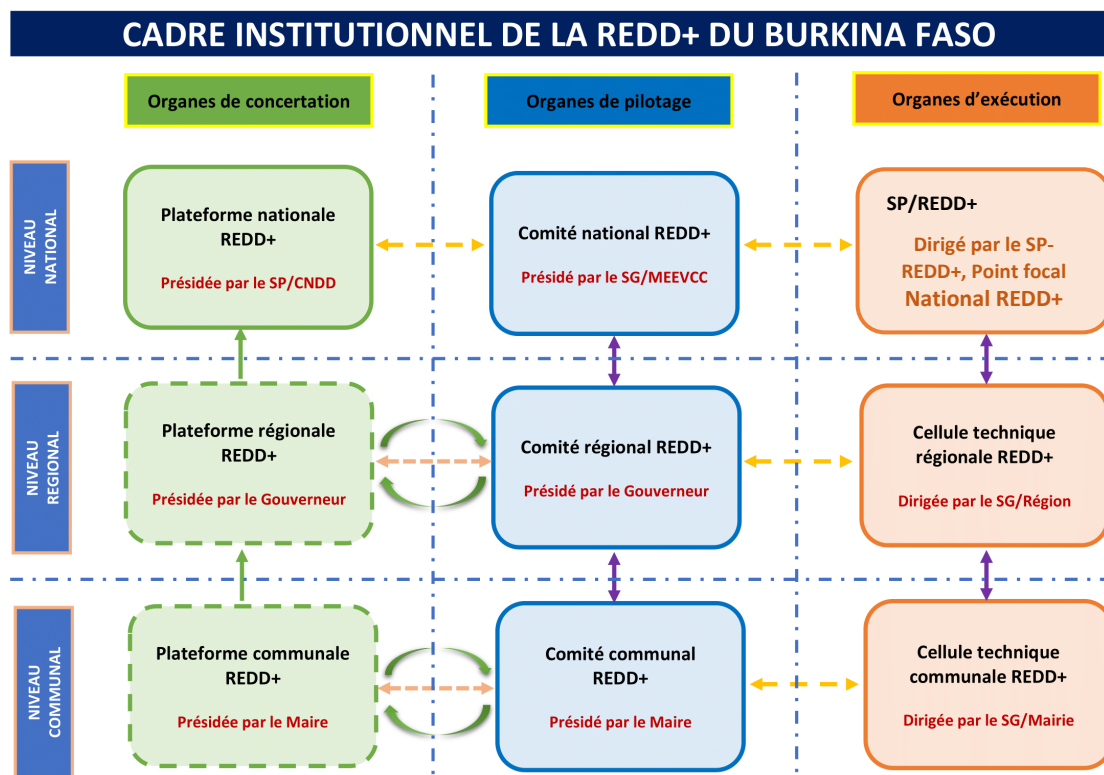 CADRE INSTITUTIONNEL DE LA REDD+ DU BURKINA FASO
Organes de concertation
Organes de pilotage
Organes d’exécution
NIVEAU
NATIONAL
Plateforme nationale
REDD+
Présidée par le SP/CNDD
Comité national REDD+
Présidé par le SG/MEEVCC
SP/REDD+
Dirigé par le SP-
REDD+, Point focal
National REDD+
NIVEAU
REGIONAL
Plateforme régionale
REDD+
Présidée par le Gouverneur
Comité régional REDD+
Présidé par le Gouverneur
Cellule technique
régionale REDD+
Dirigée par le SG/Région
NIVEAU
COMMUNAL
Plateforme communale
REDD+
Présidée par le Maire
Comité communal
REDD+
Présidé par le Maire
Cellule technique
communale REDD+
Dirigée par le SG/Mairie